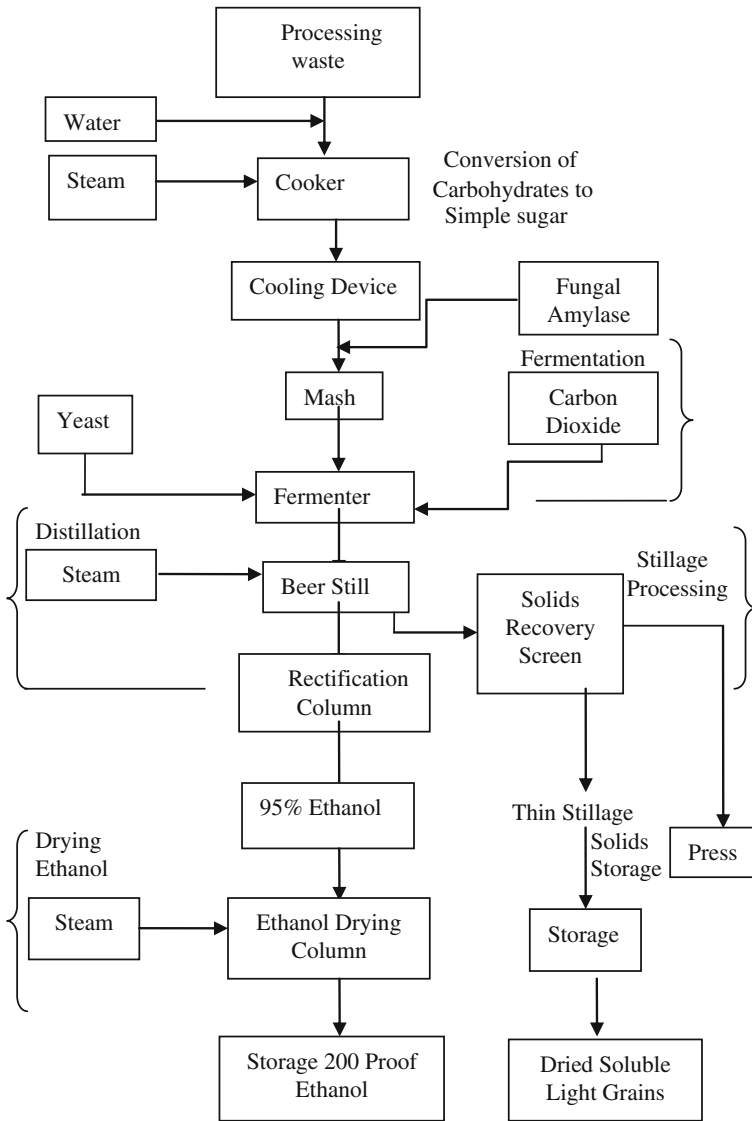 Processing
waste
Water
Steam
Cooker
Conversion of
Carbohydrates to
Simple sugar
Cooling Device
Fungal
Amylase
Fermentation
Mash
Carbon
Dioxide
Yeast
Fermenter
Distillation
Steam
Beer Still
Solids
Recovery
Screen
Stillage
Processing
Rectification
Column
95% Ethanol
Thin Stillage
Solids
Storage
Press
Drying
Ethanol
Steam
Ethanol Drying
Column
Storage
Storage 200 Proof
Ethanol
Dried Soluble
Light Grains